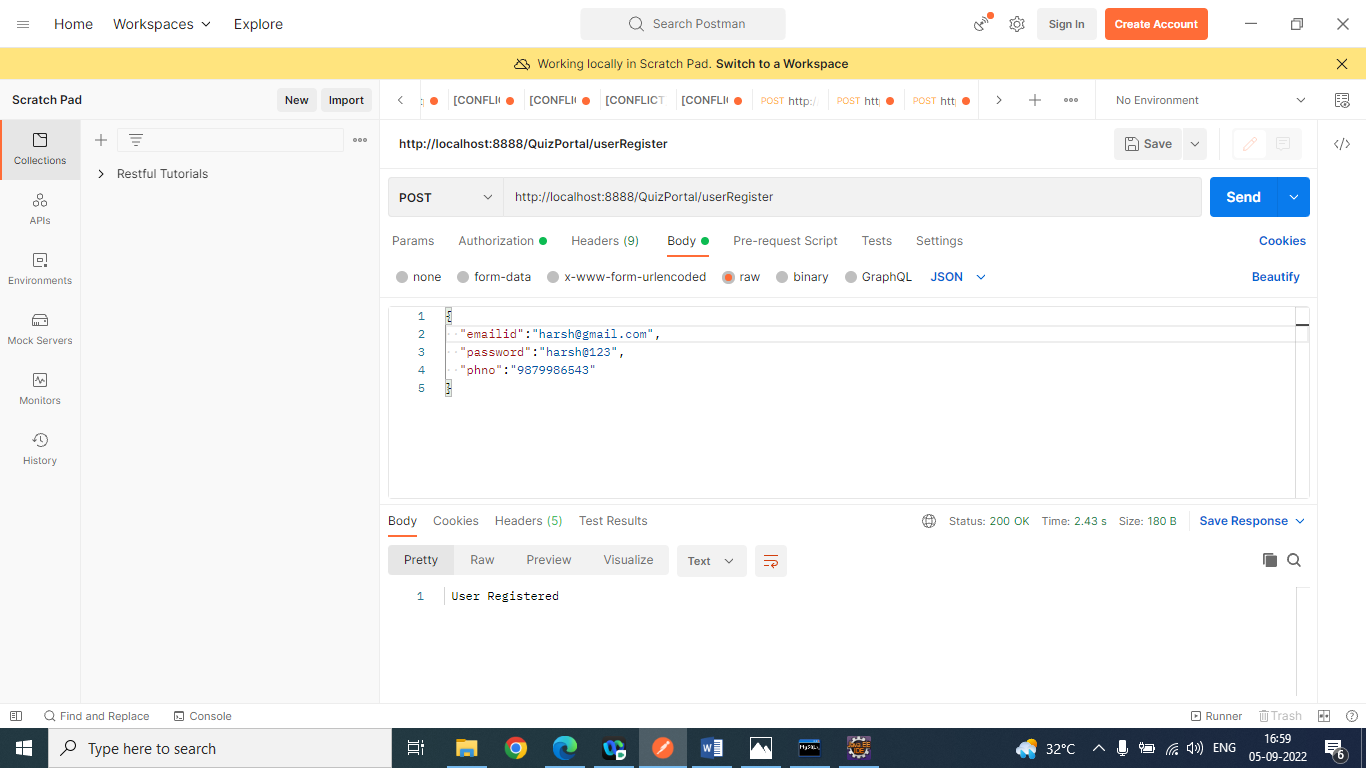 Home Workspaces Explore Search Postman Sign In Create Account
Working locally in Scratch Pad. Switch to a Workspace
Scratch Pad New Import [CONFLI( [CONFLI( [CONFLICT [CONFLI( POST http:/ POST htt POST htt No Environment
http://localhost:8888/QuizPortal/userRegister Save
Collections
Restful Tutorials
POST http://localhost:8888/QuizPortal/userRegister Send
APIs
Params Authorization Headers (9) Body Pre-request Script Tests Settings Cookies
Environments
none form-data x-www-form-urlencoded raw binary GraphQL JSON Beautify
Mock Servers
Monitors
History
1 {
2 "emailid":"harsh@gmail.com",
3 "password":"harsh@123",
4 "phno":"9879986543"
5 }
Body Cookies Headers (5) Test Results Status: 200 OK Time: 2.43 s Size: 180 B Save Response
Pretty Raw Preview Visualize Text
1 User Registered
Find and Replace Console Runner Trash
Type here to search 32°C ENG 16:59
05-09-2022 6